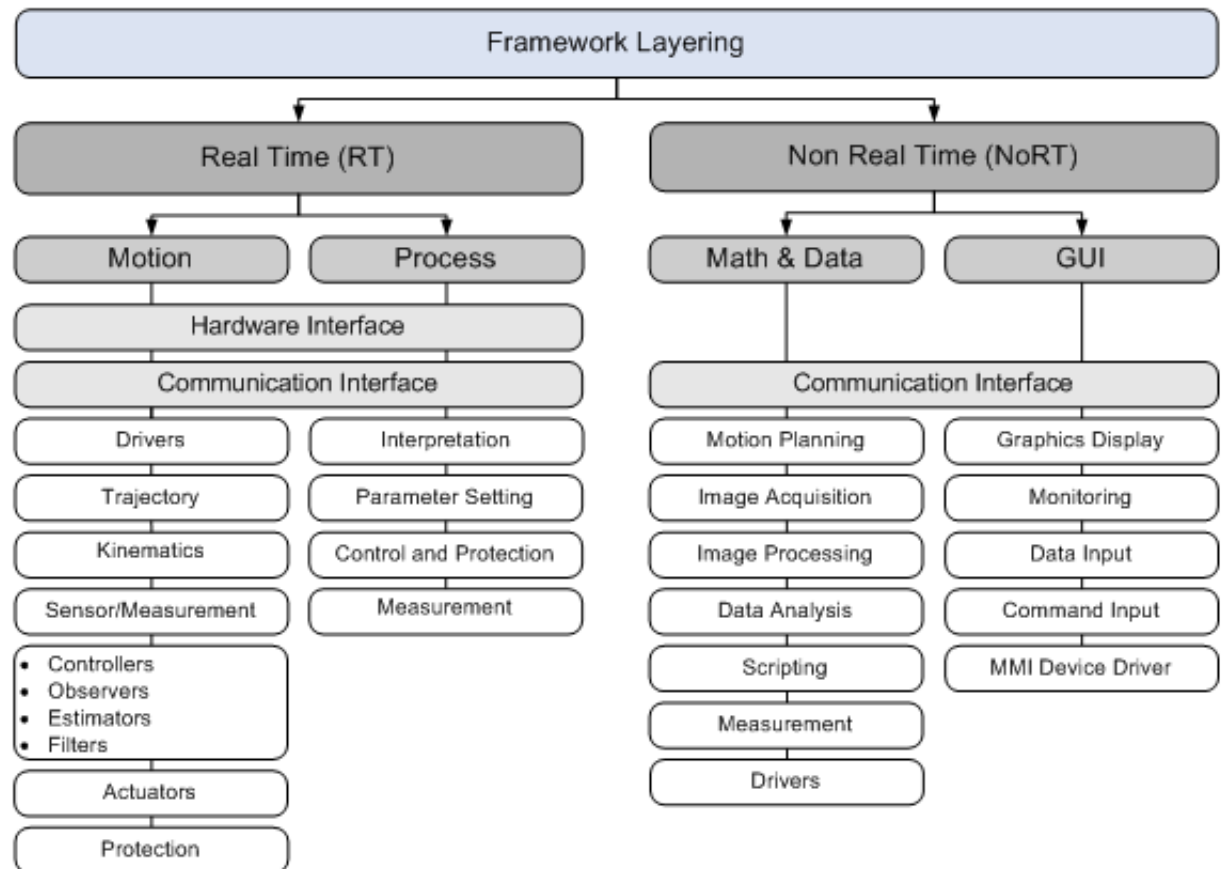 Framework Layering
Real Time (RT)
Non Real Time (NoRT)
Motion
Process
Math & Data
GUI
Hardware Interface
Communication Interface
Communication Interface
Drivers
Interpretation
Motion Planning
Graphics Display
Trajectory
Parameter Setting
Image Acquisition
Monitoring
Kinematics
Control and Protection
Image Processing
Data Input
Sensor/Measurement
Measurement
Data Analysis
Command Input
• Controllers
• Observers
• Estimators
• Filters
Scripting
MMI Device Driver
Measurement
Drivers
Actuators
Protection